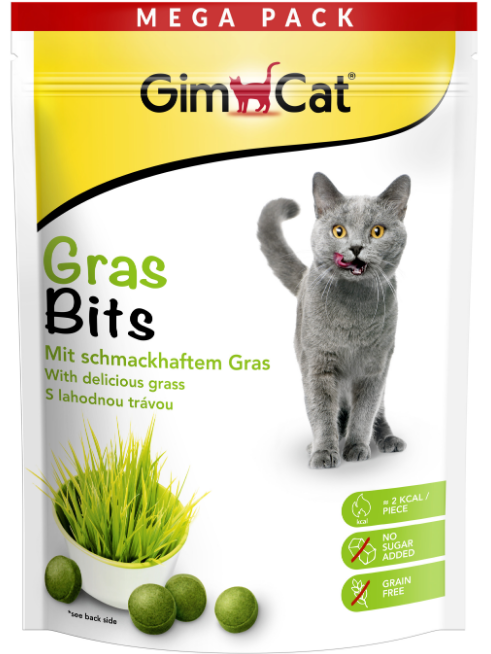 MEGA PACK
GimCat®
Gras
Bits
Mit schmackhaftem Gras
With delicious grass
S lahodnou trávou
kcal
= 2 KCAL /
PIECE
NO
SUGAR
ADDED
GRAIN
FREE
*see back side